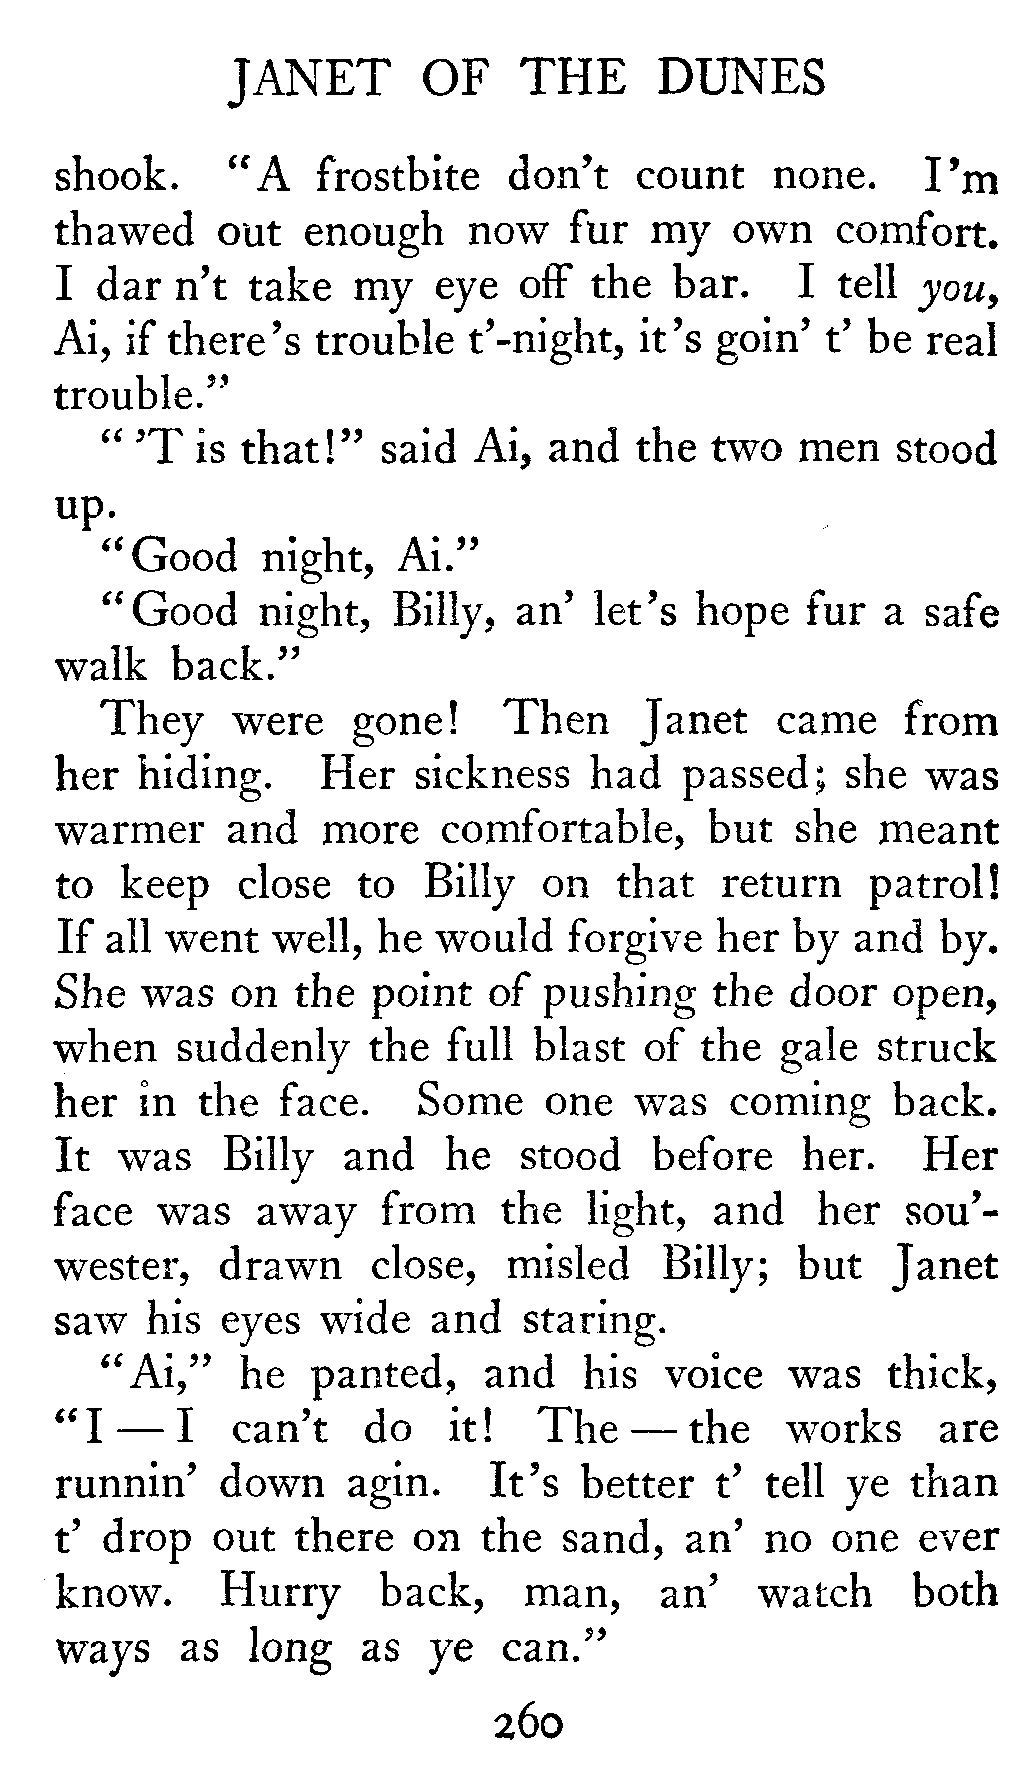 JANET OF THE DUNES
shook. "A frostbite don't count none. I'm
thawed out enough now fur my own comfort.
I dar n't take my eye off the bar. I tell you,
Ai, if there's trouble t'-night, it's goin' t' be real
trouble."
"'T is that!" said Ai, and the two men stood
up.
"Good night, Ai."
"Good night, Billy, an' let's hope fur a safe
walk back."
They were gone! Then Janet came from
her hiding. Her sickness had passed; she was
warmer and more comfortable, but she meant
to keep close to Billy on that return patrol!
If all went well, he would forgive her by and by.
She was on the point of pushing the door open,
when suddenly the full blast of the gale struck
her in the face. Some one was coming back.
It was Billy and he stood before her. Her
face was away from the light, and her sou'-
wester, drawn close, misled Billy; but Janet
saw his eyes wide and staring.
"Ai," he panted, and his voice was thick,
"I — I can't do it! The — the works are
runnin' down agin. It's better t' tell ye than
t' drop out there on the sand, an' no one ever
know. Hurry back, man, an' watch both
ways as long as ye can."
260